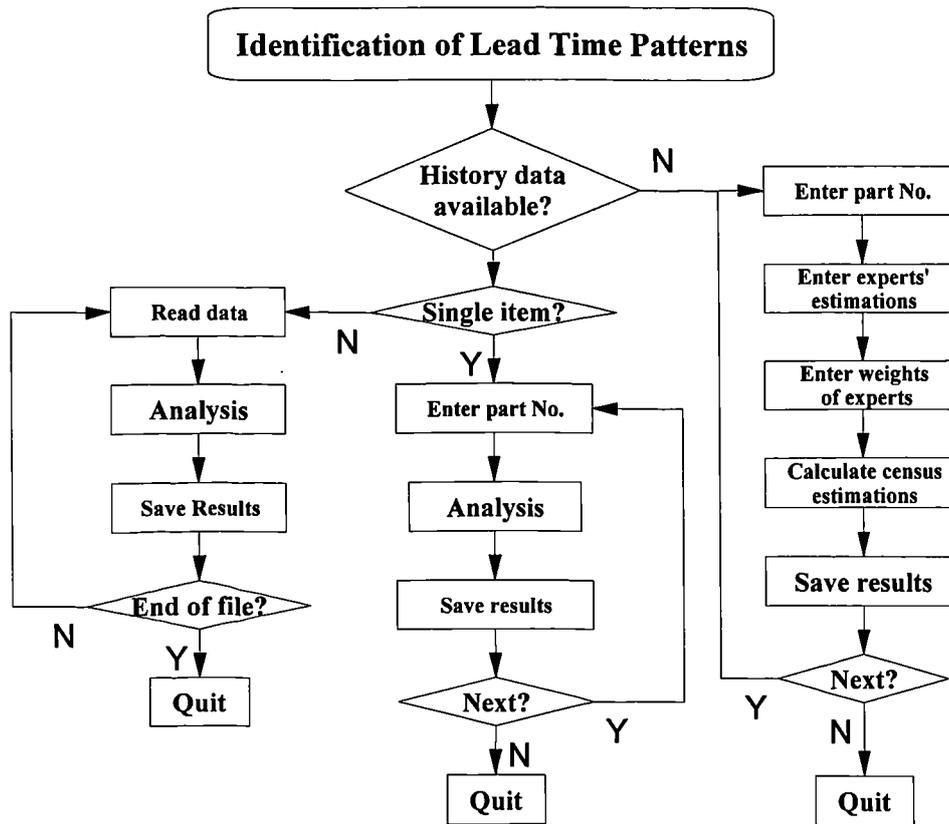 Identification of Lead Time Patterns
History data
available?
N
Enter part No.
Enter experts'
estimations
Enter weights
of experts
Calculate census
estimations
Save results
Next?
Y
N
Quit
Single item?
N
Y
Read data
Analysis
Save Results
End of file?
N
Y
Quit
Enter part No.
Analysis
Save results
Next?
Y
N
Quit